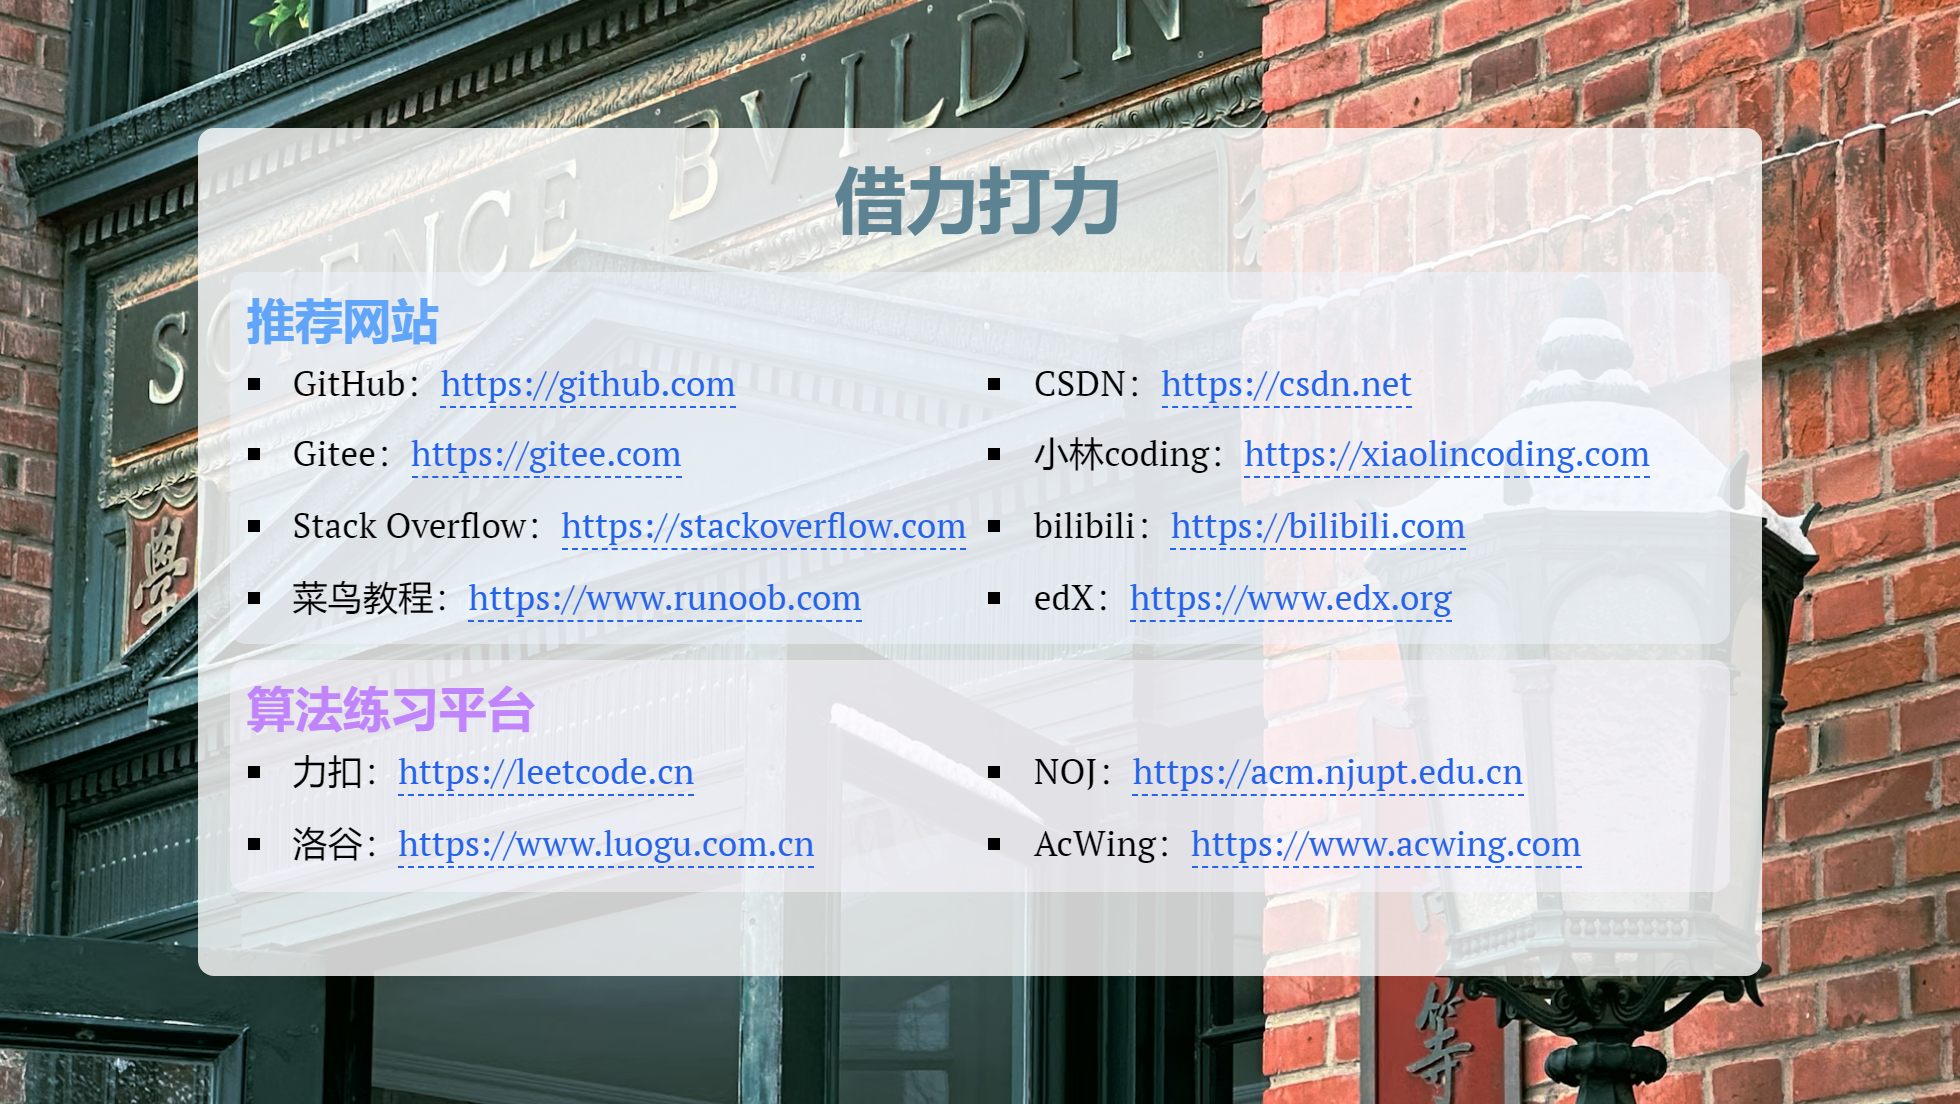 SCIENCE BVILDIN
借力打力
推荐网站
GitHub：https://github.com
Gitee：https://gitee.com
Stack Overflow：https://stackoverflow.com
菜鸟教程：https://www.runoob.com
CSDN：https://csdn.net
小林coding：https://xiaolincoding.com
bilibili：https://bilibili.com
edX：https://www.edx.org
算法练习平台
力扣：https://leetcode.cn
洛谷：https://www.luogu.com.cn
NOJ：https://acm.njupt.edu.cn
AcWing：https://www.acwing.com
學
等